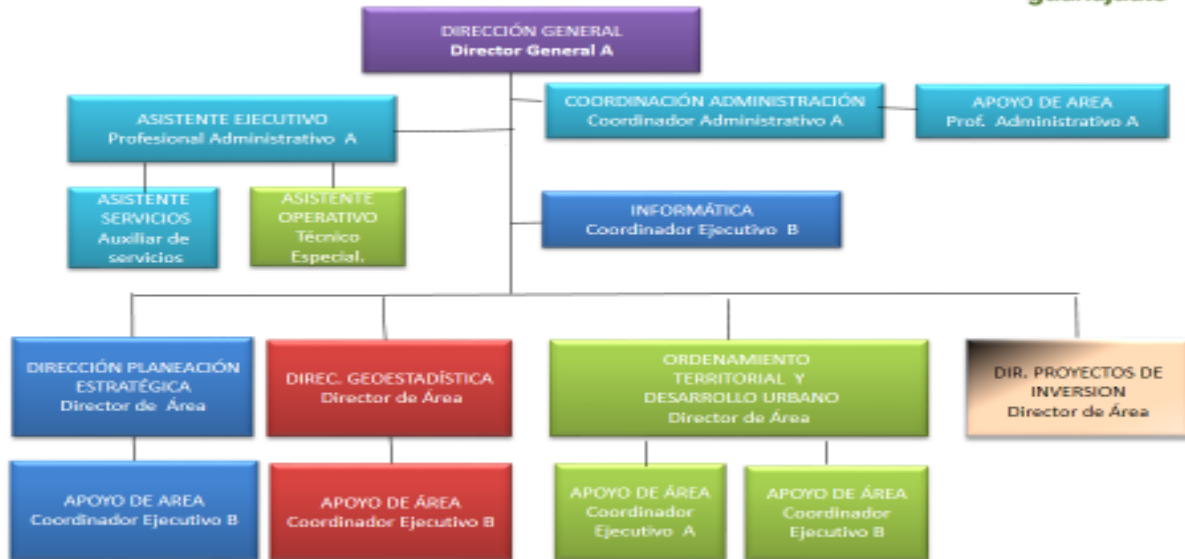 DIRECCIÓN GENERAL
Director General A
ASISTENTE EJECUTIVO
Profesional Administrativo A
COORDINACIÓN ADMINISTRACIÓN
Coordinador Administrativo A
APOYO DE AREA
Prof. Administrativo A
ASISTENTE
SERVICIOS
Auxiliar de
servicios
ASISTENTE
OPERATIVO
Técnico
Especial.
INFORMÁTICA
Coordinador Ejecutivo B
DIRECCIÓN PLANEACIÓN
ESTRATÉGICA
Director de Área
DIREC. GEOESTADÍSTICA
Director de Área
ORDENAMIENTO
TERRITORIAL Y
DESARROLLO URBANO
Director de Área
DIR. PROYECTOS DE
INVERSION
Director de Área
APOYO DE AREA
Coordinador Ejecutivo B
APOYO DE ÁREA
Coordinador Ejecutivo B
APOYO DE ÁREA
Coordinador
Ejecutivo A
APOYO DE ÁREA
Coordinador
Ejecutivo B